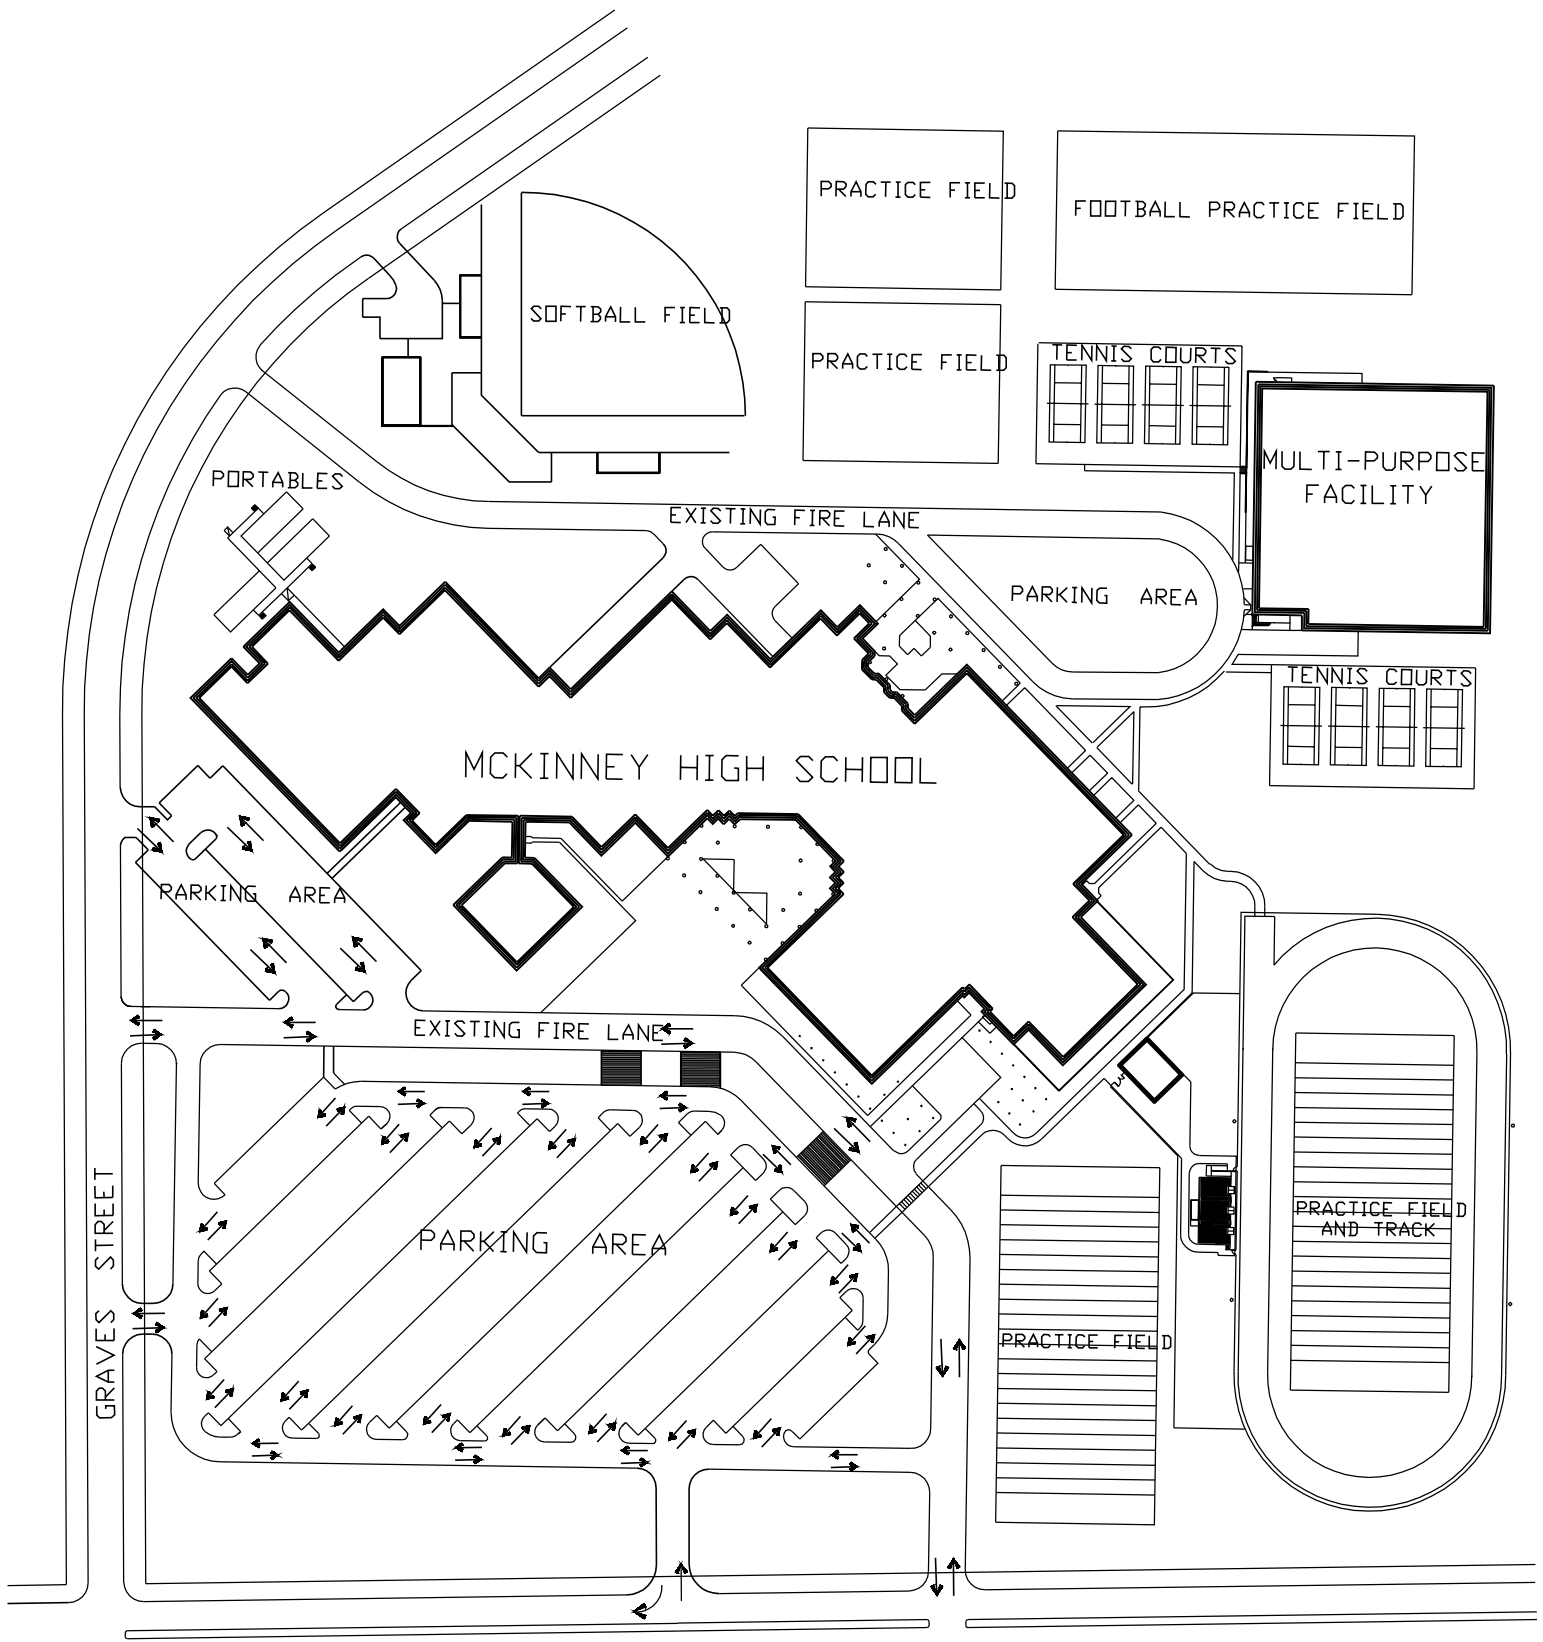 PRACTICE FIELD
FOOTBALL PRACTICE FIELD
SOFTBALL FIELD
PRACTICE FIELD
TENNIS COURTS
MULTI-PURPOSE
FACILITY
PORTABLES
EXISTING FIRE LANE
PARKING AREA
TENNIS COURTS
MCKINNEY HIGH SCHOOL
PARKING AREA
EXISTING FIRE LANE
GRAVES STREET
PARKING AREA
PRACTICE FIELD
AND TRACK
PRACTICE FIELD